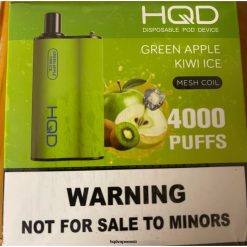 HQD
DISPOSABLE POD DEVICE
GREEN APPLE
KIWI ICE
MESH COIL
HQD
4000
PUFFS
WARNING
NOT FOR SALE TO MINORS